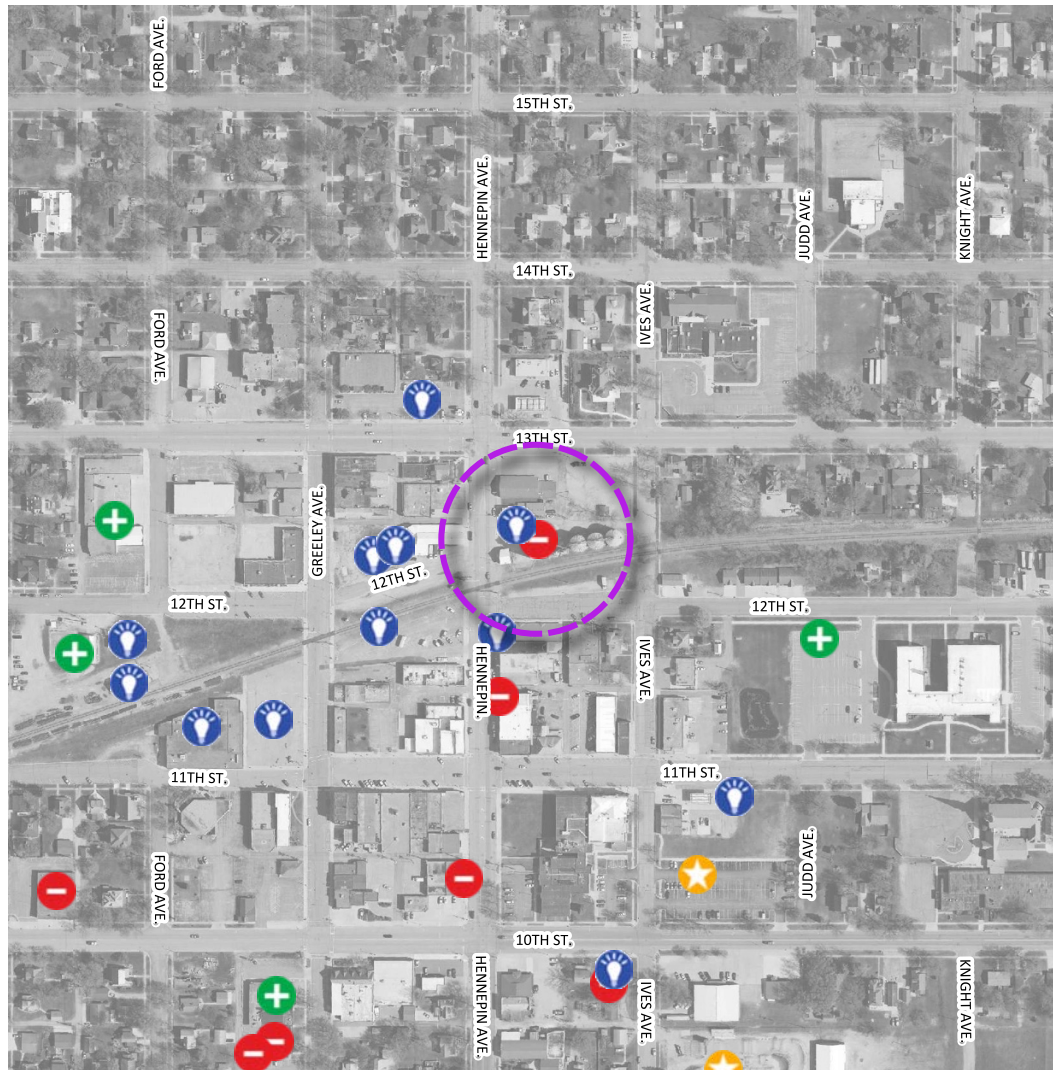 FORD AVE.
15TH ST.
HENNEPIN AVE.
JUDD AVE.
KNIGHT AVE.
14TH ST.
IVES AVE.
FORD AVE.
13TH ST.
GREELEY AVE.
12TH ST.
12TH ST.
12TH ST.
HENNEPIN.
IVES AVE.
11TH ST.
11TH ST.
JUDD AVE.
FORD AVE.
10TH ST.
HENNEPIN AVE.
IVES AVE.
KNIGHT AVE.